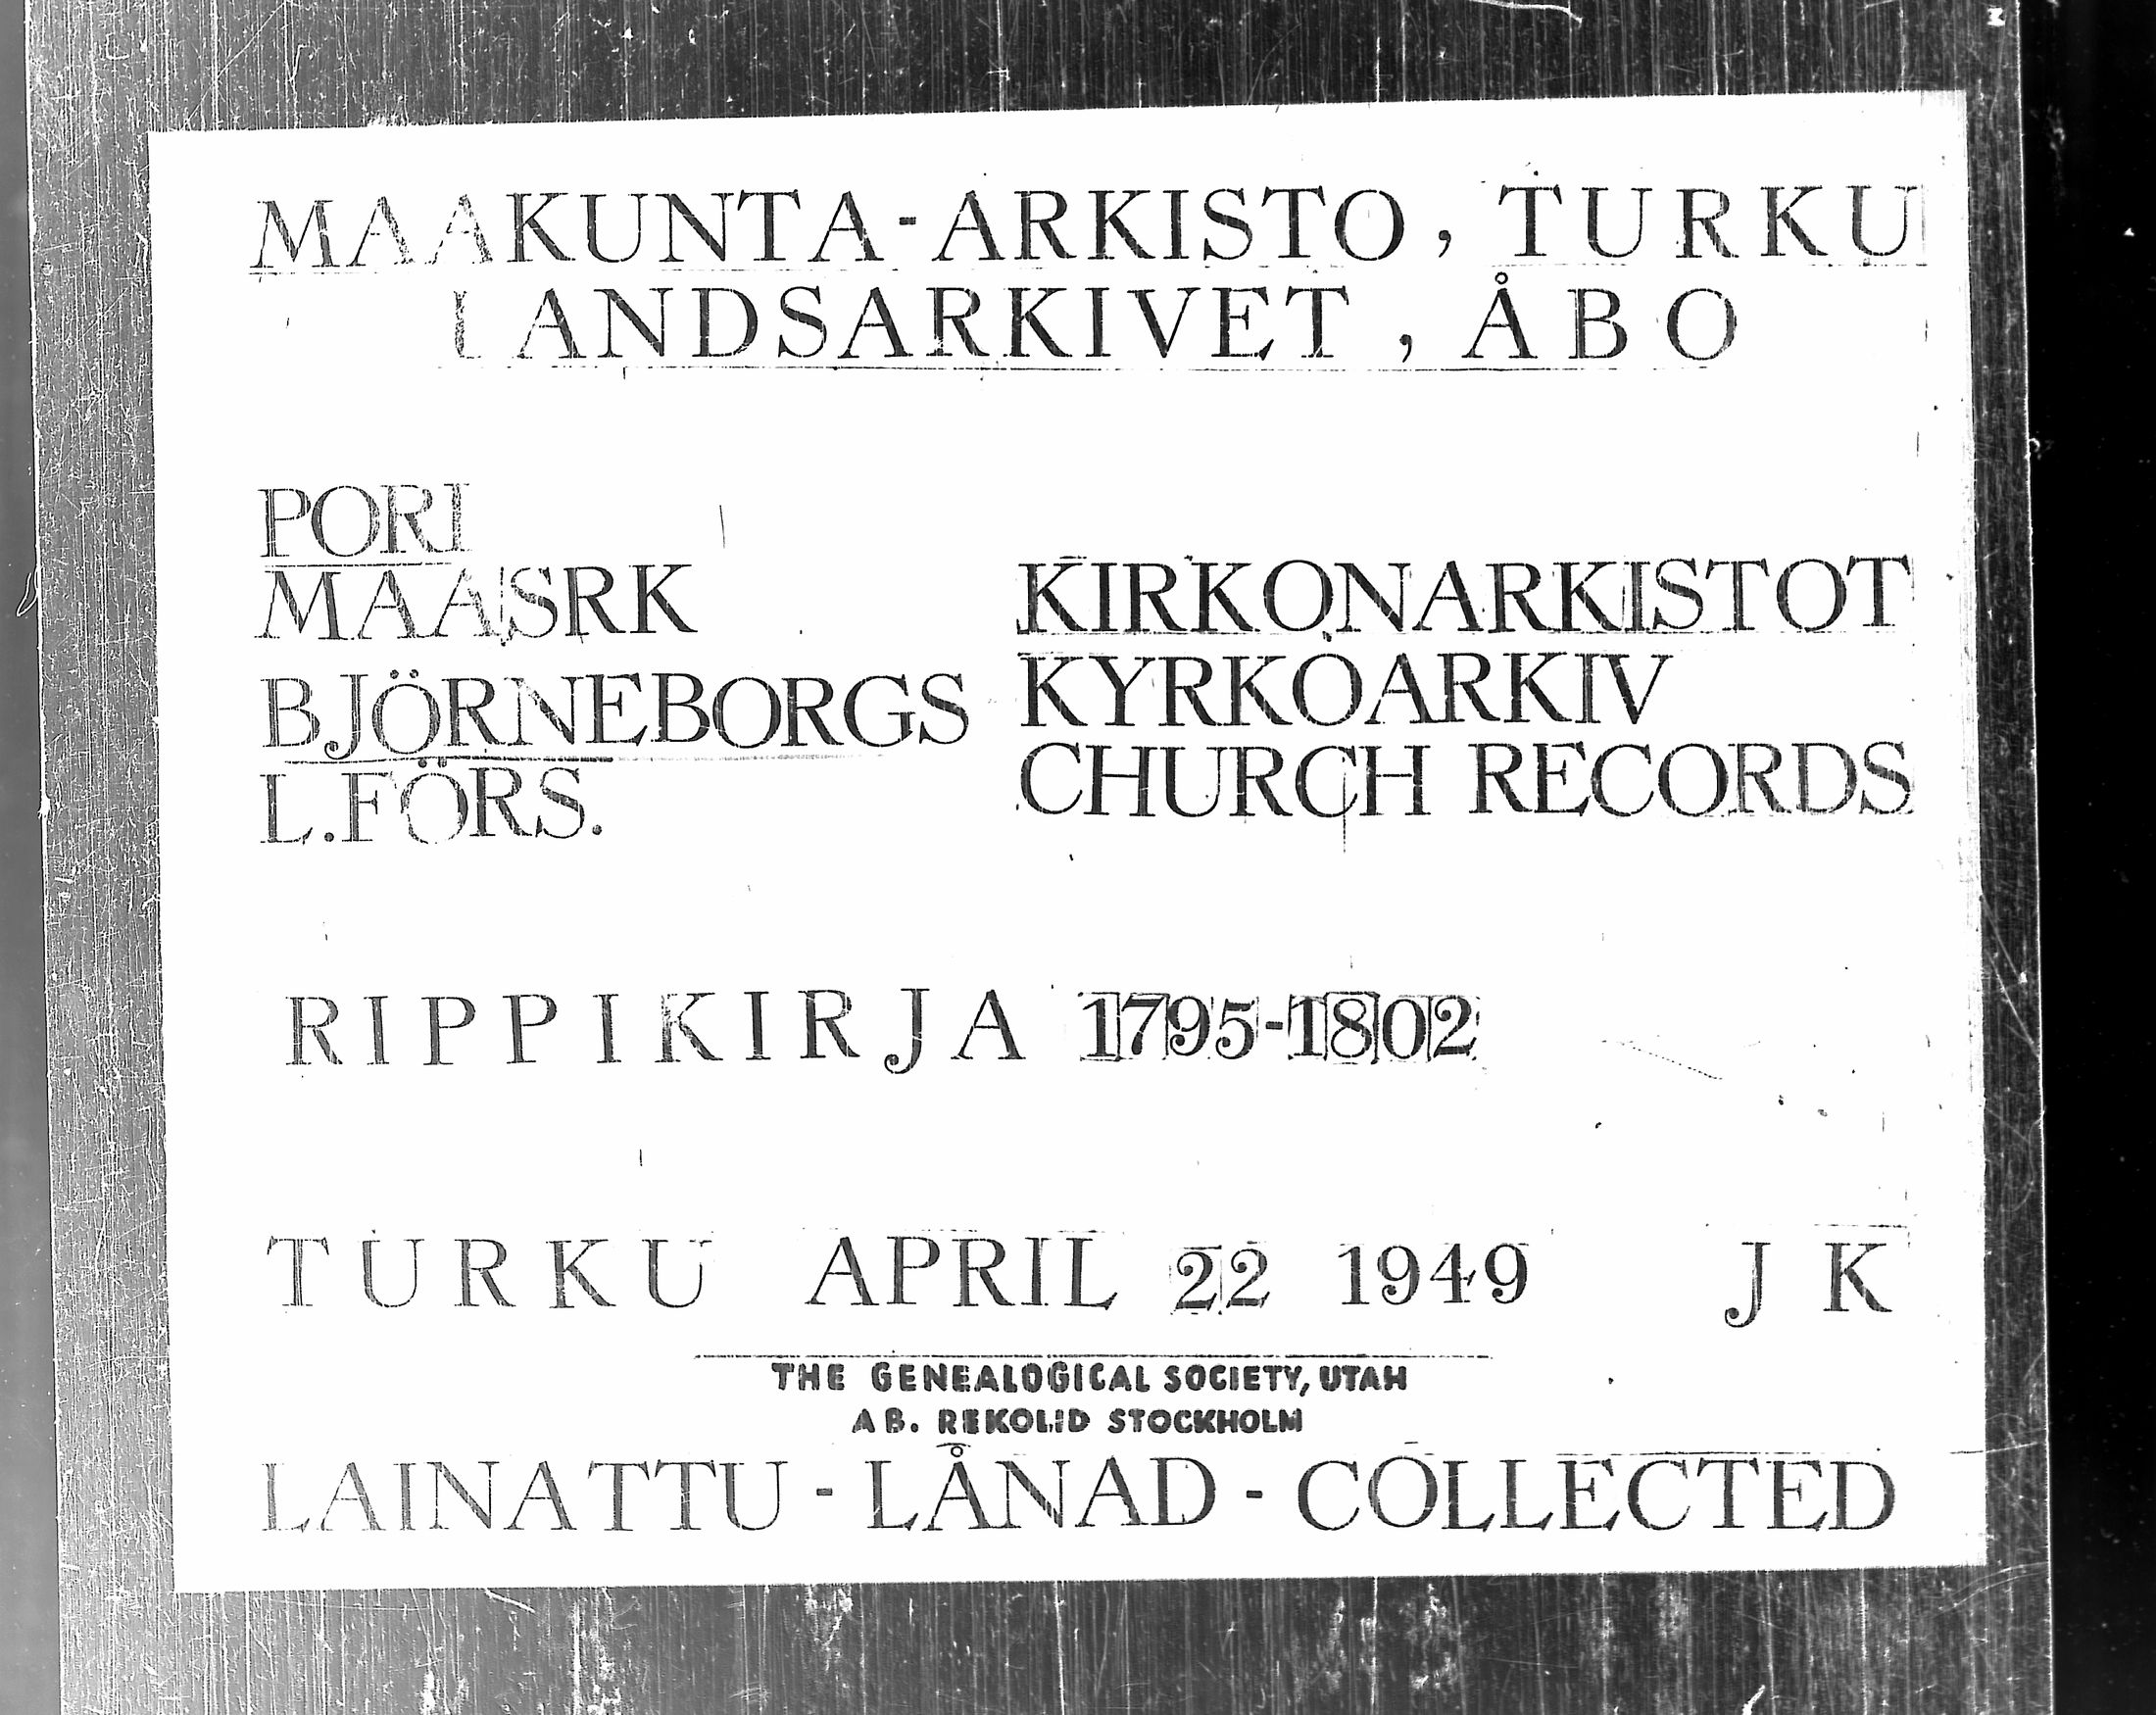 MAAKUNTA-ARKISTO, TURKU
LANDSARKIVET, ÅBO
PORI
MAASRK
BJÖRNEBORGS
L.FÖRS.
KIRKONARKISTOT
KYRKOARKIV
CHURCH RECORDS
RIPPIKIRJA 1795-1802
TURKU APRIL 22 1949 J K
THE GENEALOGICAL SOCIETY, UTAH
AB. REKOLID STOCKHOLM
LAINATTU - LÅNAD - COLLECTED